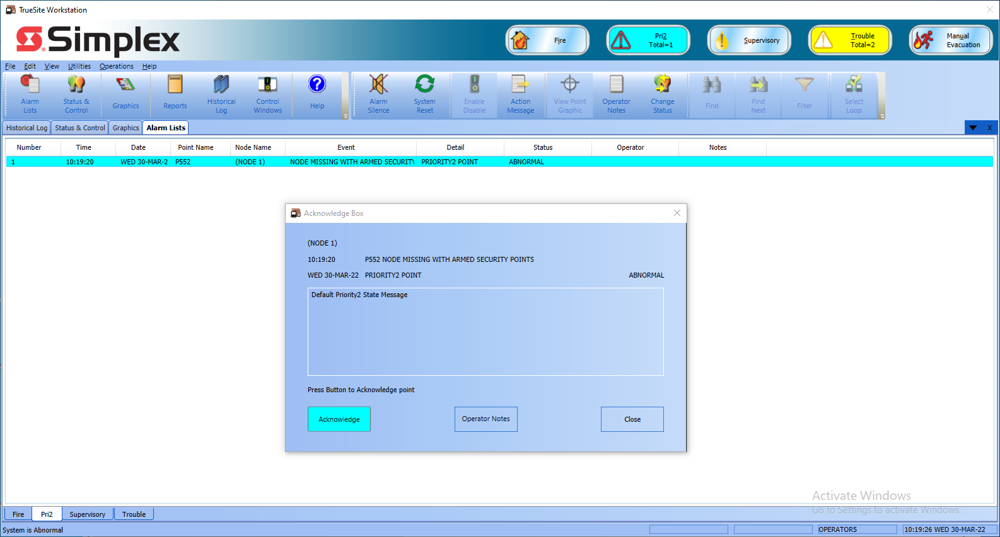 TrueSite Workstation
Simplex
Fire
Pri2
Total=1
Supervisory
Trouble
Total=2
Manual
Evacuation
File Edit View Utilities Operations Help
Alarm
Lists
Status &
Control
Graphics
Reports
Historical
Log
Control
Windows
Help
Alarm
Silence
System
Reset
Enable
Disable
Action
Message
View Point
Graphic
Operator
Notes
Change
Status
Find
Find
Next
Filter
Select
Loop
Historical Log Status & Control Graphics Alarm Lists X
Number Time Date Point Name Node Name Event Detail Status Operator Notes
1 10:19:20 WED 30-MAR-2 P552 (NODE 1) NODE MISSING WITH ARMED SECURITY PRIORITY2 POINT ABNORMAL
Acknowledge Box
(NODE 1)
10:19:20 P552 NODE MISSING WITH ARMED SECURITY POINTS
WED 30-MAR-22 PRIORITY2 POINT ABNORMAL
Default Priority2 State Message
Press Button to Acknowledge point
Acknowledge Operator Notes Close
Activate Windows
Go to Settings to activate Windows.
Fire Pri2 Supervisory Trouble
System is Abnormal OPERATOR5 10:19:26 WED 30-MAR-22